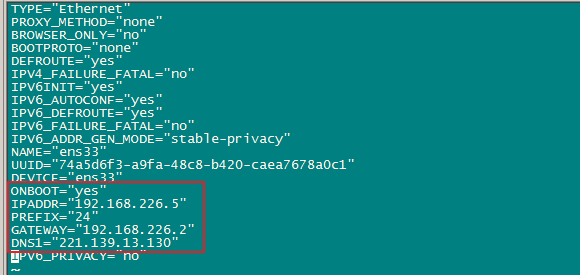 TYPE="Ethernet"
PROXY_METHOD="none"
BROWSER_ONLY="no"
BOOTPROTO="none"
DEFROUTE="yes"
IPV4_FAILURE_FATAL="no"
IPV6INIT="yes"
IPV6_AUTOCONF="yes"
IPV6_DEFROUTE="yes"
IPV6_FAILURE_FATAL="no"
IPV6_ADDR_GEN_MODE="stable-privacy"
NAME="ens33"
UUID="74a5d6f3-a9fa-48c8-b420-caea7678a0c1"
DEVICE="ens33"
ONBOOT="yes"
IPADDR="192.168.226.5"
PREFIX="24"
GATEWAY="192.168.226.2"
DNS1="221.139.13.130"
IPV6_PRIVACY="no"
~